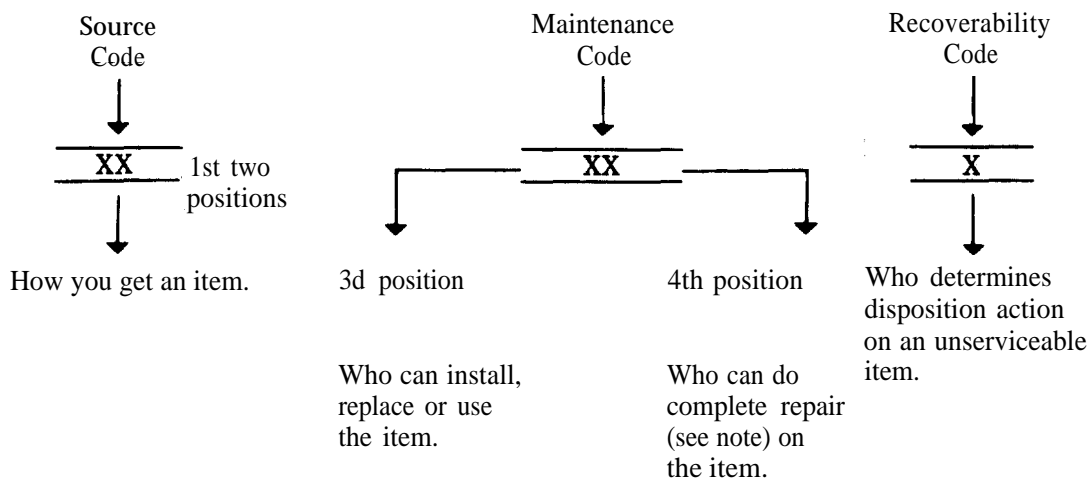 Source
Code
XX
1st two
positions
How you get an item.
Maintenance
Code
XX
3d position
4th position
Who can install,
replace or use
the item.
Who can do
complete repair
(see note) on
the item.
Recoverability
Code
X
Who determines
disposition action
on an unserviceable
item.